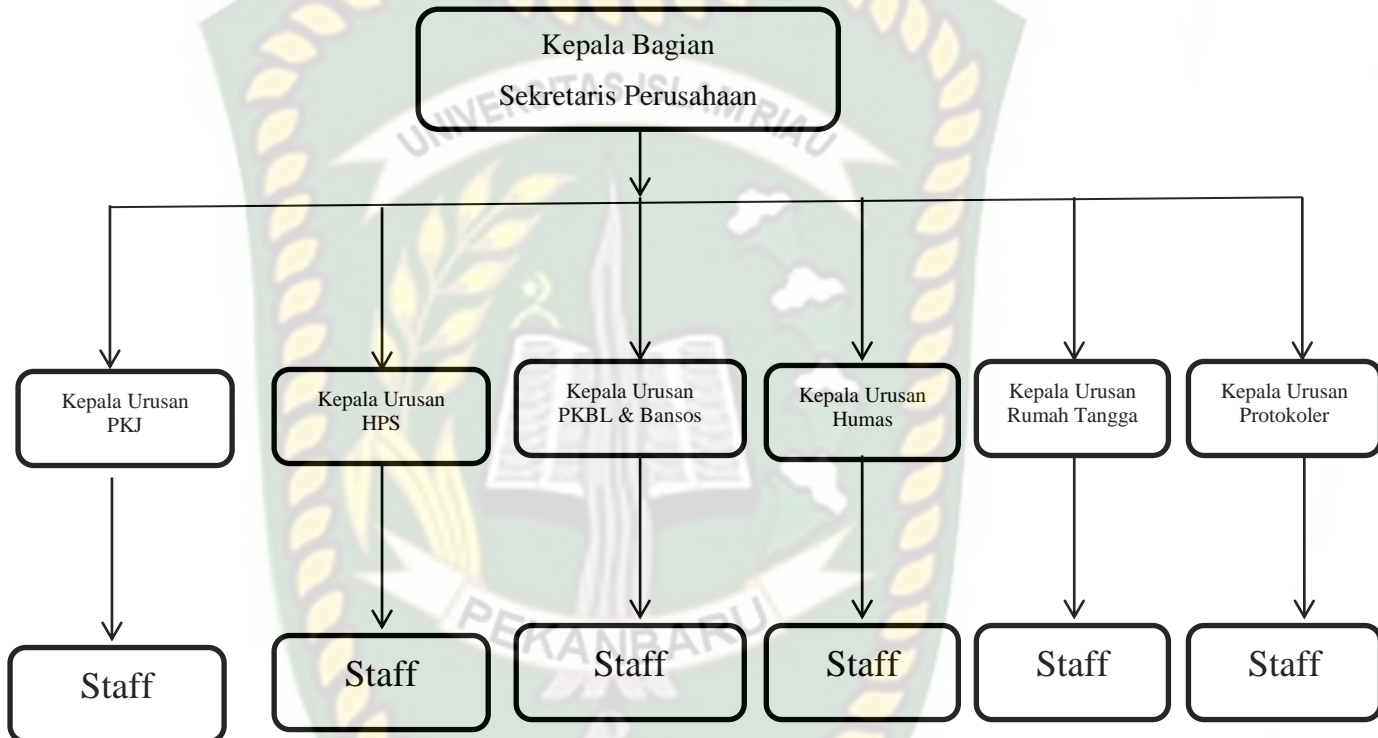 Kepala Bagian
Sekretaris Perusahaan
UNIVERSITAS ISLAM RIAU
Kepala Urusan
PKJ
Kepala Urusan
HPS
Kepala Urusan
PKBL & Bansos
Kepala Urusan
Humas
Kepala Urusan
Rumah Tangga
Kepala Urusan
Protokoler
PEKANBARU
Staff
Staff
Staff
Staff
Staff
Staff